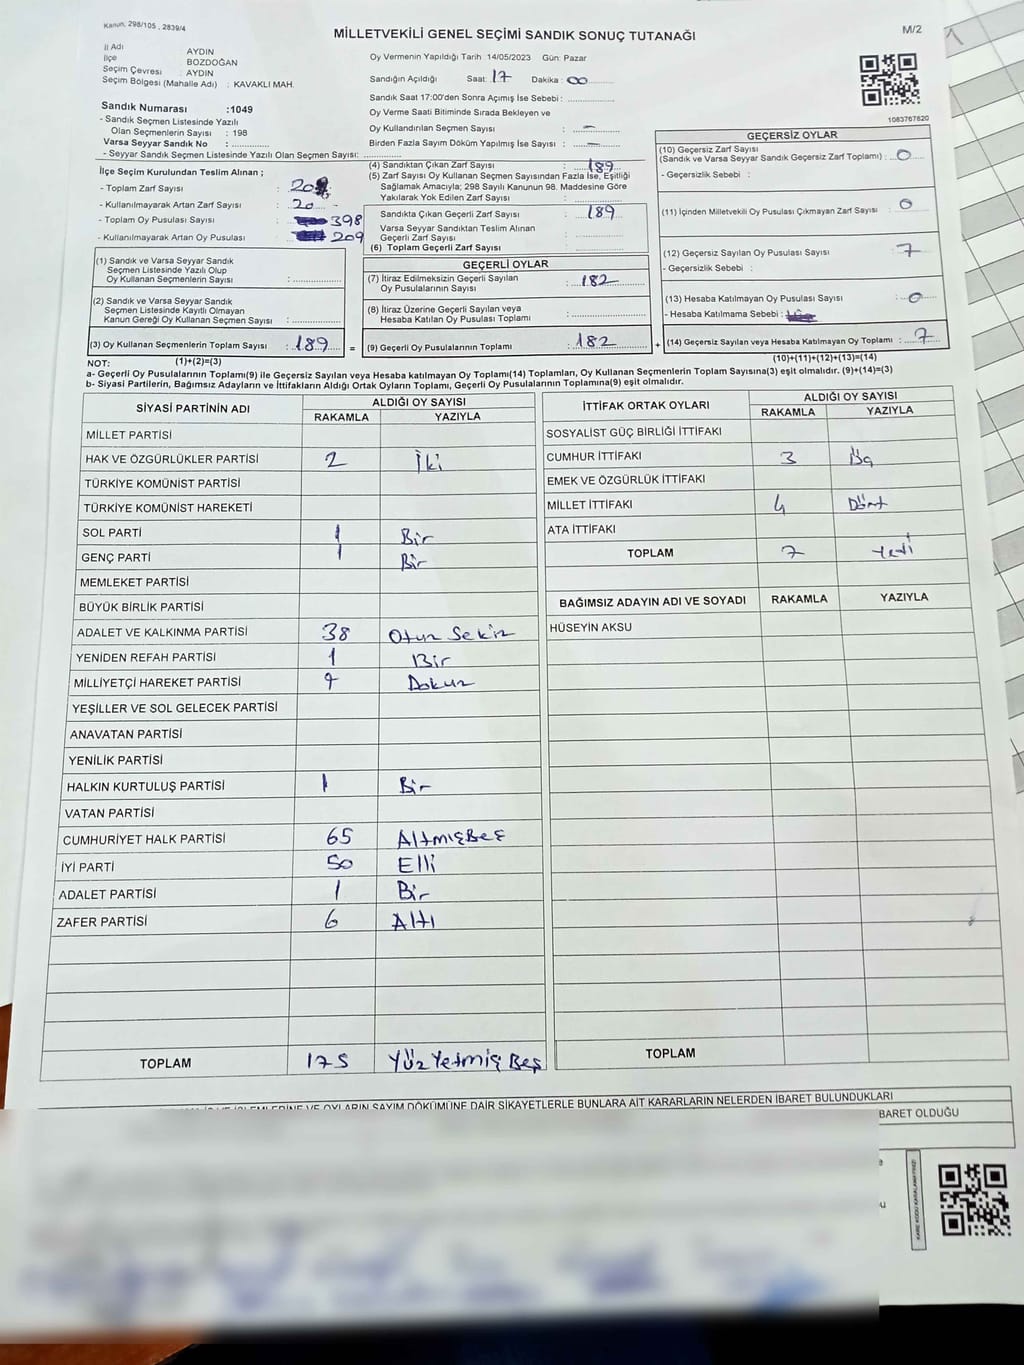 Kanun, 298/105 , 2839/4
MİLLETVEKİLİ GENEL SEÇİMİ SANDIK SONUÇ TUTANAĞI
M/2
İl Adı : AYDIN
İlçe : BOZDOĞAN
Seçim Çevresi : AYDIN
Seçim Bölgesi (Mahalle Adı) : KAVAKLI MAH.
Sandık Numarası :1049
- Sandık Seçmen Listesinde Yazılı
Olan Seçmenlerin Sayısı : 198
Varsa Seyyar Sandık No :
- Seyyar Sandık Seçmen Listesinde Yazılı Olan Seçmen Sayısı:
Oy Vermenin Yapıldığı Tarih 14/05/2023 Gün: Pazar
Sandığın Açıldığı Saat: 17 Dakika: 00
Sandık Saat 17:00'den Sonra Açımış İse Sebebi :
Oy Verme Saati Bitiminde Sırada Bekleyen ve
Oy Kullandırılan Seçmen Sayısı : —
Birden Fazla Sayım Döküm Yapılmış İse Sayısı : —
1083767820
İlçe Seçim Kurulundan Teslim Alınan ;
- Toplam Zarf Sayısı :
- Kullanılmayarak Artan Zarf Sayısı : 20
- Toplam Oy Pusulası Sayısı : 398
- Kullanılmayarak Artan Oy Pusulası : 209
(4) Sandıktan Çıkan Zarf Sayısı : 189
(5) Zarf Sayısı Oy Kullanan Seçmen Sayısından Fazla İse, Eşitliği
Sağlamak Amacıyla; 298 Sayılı Kanunun 98. Maddesine Göre
Yakılarak Yok Edilen Zarf Sayısı :
Sandıkta Çıkan Geçerli Zarf Sayısı : 189
Varsa Seyyar Sandıktan Teslim Alınan
Geçerli Zarf Sayısı :
(6) Toplam Geçerli Zarf Sayısı :
GEÇERSİZ OYLAR
(10) Geçersiz Zarf Sayısı
(Sandık ve Varsa Seyyar Sandık Geçersiz Zarf Toplamı) : 0
- Geçersizlik Sebebi :
(11) İçinden Milletvekili Oy Pusulası Çıkmayan Zarf Sayısı : 0
(12) Geçersiz Sayılan Oy Pusulası Sayısı : 7
- Geçersizlik Sebebi :
(13) Hesaba Katılmayan Oy Pusulası Sayısı : 0
- Hesaba Katılmama Sebebi :
(14) Geçersiz Sayılan veya Hesaba Katılmayan Oy Toplamı : 7
(10)+(11)+(12)+(13)=(14)
(1) Sandık ve Varsa Seyyar Sandık
Seçmen Listesinde Yazılı Olup
Oy Kullanan Seçmenlerin Sayısı :
(2) Sandık ve Varsa Seyyar Sandık
Seçmen Listesinde Kayıtlı Olmayan
Kanun Gereği Oy Kullanan Seçmen Sayısı :
(3) Oy Kullanan Seçmenlerin Toplam Sayısı : 189 =
(1)+(2)=(3)
GEÇERLİ OYLAR
(7) İtiraz Edilmeksizin Geçerli Sayılan
Oy Pusulalarının Sayısı : 182
(8) İtiraz Üzerine Geçerli Sayılan veya
Hesaba Katılan Oy Pusulası Toplamı :
(9) Geçerli Oy Pusulalarının Toplamı : 182 +
NOT:
a- Geçerli Oy Pusulalarının Toplamı(9) ile Geçersiz Sayılan veya Hesaba katılmayan Oy Toplamı(14) Toplamları, Oy Kullanan Seçmenlerin Toplam Sayısına(3) eşit olmalıdır. (9)+(14)=(3)
b- Siyasi Partilerin, Bağımsız Adayların ve İttifakların Aldığı Ortak Oyların Toplamı, Geçerli Oy Pusulalarının Toplamına(9) eşit olmalıdır.
SİYASİ PARTİNİN ADI ALDIĞI OY SAYISI
RAKAMLA YAZIYLA
MİLLET PARTİSİ
HAK VE ÖZGÜRLÜKLER PARTİSİ 2 İki
TÜRKİYE KOMÜNİST PARTİSİ
TÜRKİYE KOMÜNİST HAREKETİ
SOL PARTİ 1 Bir
GENÇ PARTİ 1 Bir
MEMLEKET PARTİSİ
BÜYÜK BİRLİK PARTİSİ
ADALET VE KALKINMA PARTİSİ 38 Otuz Sekiz
YENİDEN REFAH PARTİSİ 1 Bir
MİLLİYETÇİ HAREKET PARTİSİ 9 Dokuz
YEŞİLLER VE SOL GELECEK PARTİSİ
ANAVATAN PARTİSİ
YENİLİK PARTİSİ
HALKIN KURTULUŞ PARTİSİ 1 Bir
VATAN PARTİSİ
CUMHURİYET HALK PARTİSİ 65 AltmışBeş
İYİ PARTİ 50 Elli
ADALET PARTİSİ 1 Bir
ZAFER PARTİSİ 6 Altı
TOPLAM 175 Yüz Yetmiş Beş
İTTİFAK ORTAK OYLARI ALDIĞI OY SAYISI
RAKAMLA YAZIYLA
SOSYALİST GÜÇ BİRLİĞİ İTTİFAKI
CUMHUR İTTİFAKI 3 Üç
EMEK VE ÖZGÜRLÜK İTTİFAKI
MİLLET İTTİFAKI 4 Dört
ATA İTTİFAKI
TOPLAM 7 Yedi
BAĞIMSIZ ADAYIN ADI VE SOYADI RAKAMLA YAZIYLA
HÜSEYİN AKSU
TOPLAM
OYLARIN SAYIM DÖKÜMÜNE DAİR ŞİKAYETLERLE BUNLARA AİT KARARLARIN NELERDEN İBARET BULUNDUKLARI
BARET OLDUĞU